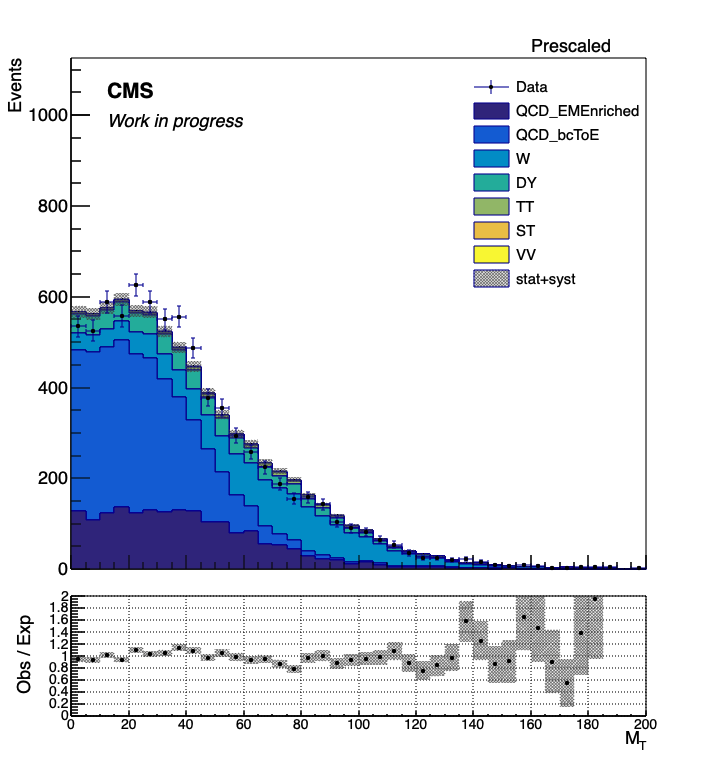 Prescaled
Events
CMS
Work in progress
Data
QCD_EMEnriched
QCD_bcToE
W
DY
TT
ST
VV
stat+syst
1000
800
600
400
200
0
Obs / Exp
2
1.8
1.6
1.4
1.2
1
0.8
0.6
0.4
0.2
0
0 20 40 60 80 100 120 140 160 180 200
M_T